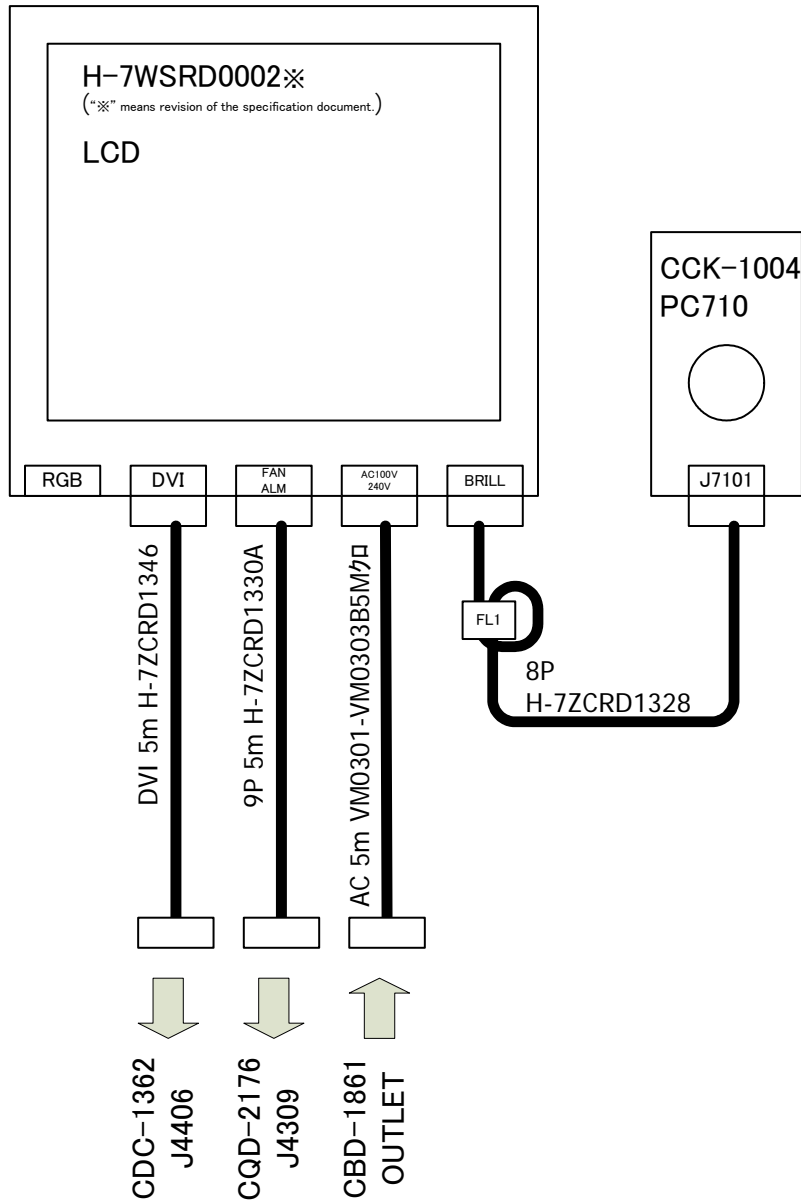 H-7WSRD0002※
("※" means revision of the specification document.)
LCD
CCK-1004
PC710
RGB
DVI
FAN
ALM
AC100V
240V
BRILL
J7101
DVI 5m H-7ZCRD1346
9P 5m H-7ZCRD1330A
AC 5m VM0301-VM0303B5Mｸﾛ
FL1
8P
H-7ZCRD1328
CDC-1362
J4406
CQD-2176
J4309
CBD-1861
OUTLET